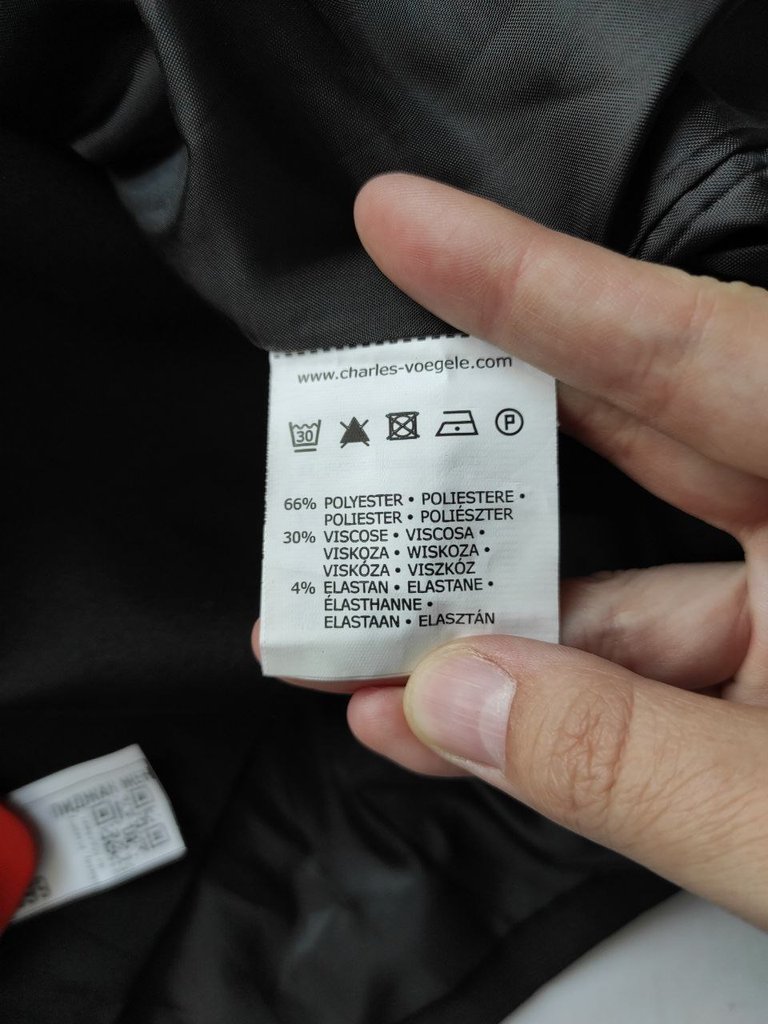 www.charles-voegele.com
30
P
66% POLYESTER • POLIESTERE •
POLIESTER • POLIÉSZTER
30% VISCOSE • VISCOSA •
VISKOZA • WISKOZA •
VISKÓZA • VISZKÓZ
4% ELASTAN • ELASTANE •
ÉLASTHANNE •
ELASTAAN • ELASZTÁN